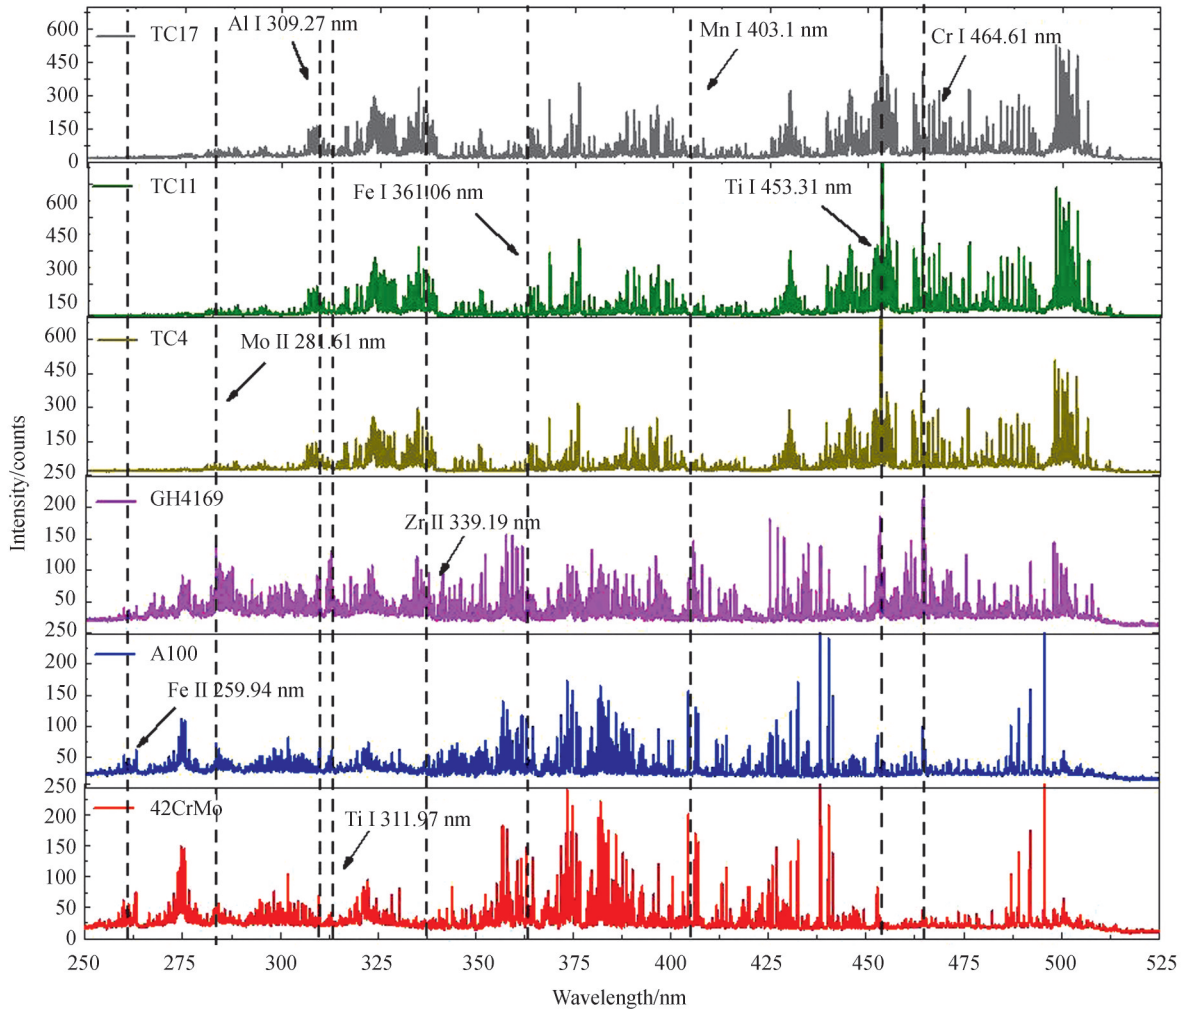 600
TC17
Al I 309.27 nm
Mn I 403.1 nm
Cr I 464.61 nm
450
300
150
0
TC11
600
Fe I 361.06 nm
Ti I 453.31 nm
450
300
150
600
TC4
Mo II 281.61 nm
450
300
150
250
GH4169
200
Zr II 339.19 nm
150
100
50
250
A100
200
Fe II 259.94 nm
150
100
50
250
42CrMo
200
Ti I 311.97 nm
150
100
50
0
250 275 300 325 350 375 400 425 450 475 500 525
Wavelength/nm
Intensity/counts